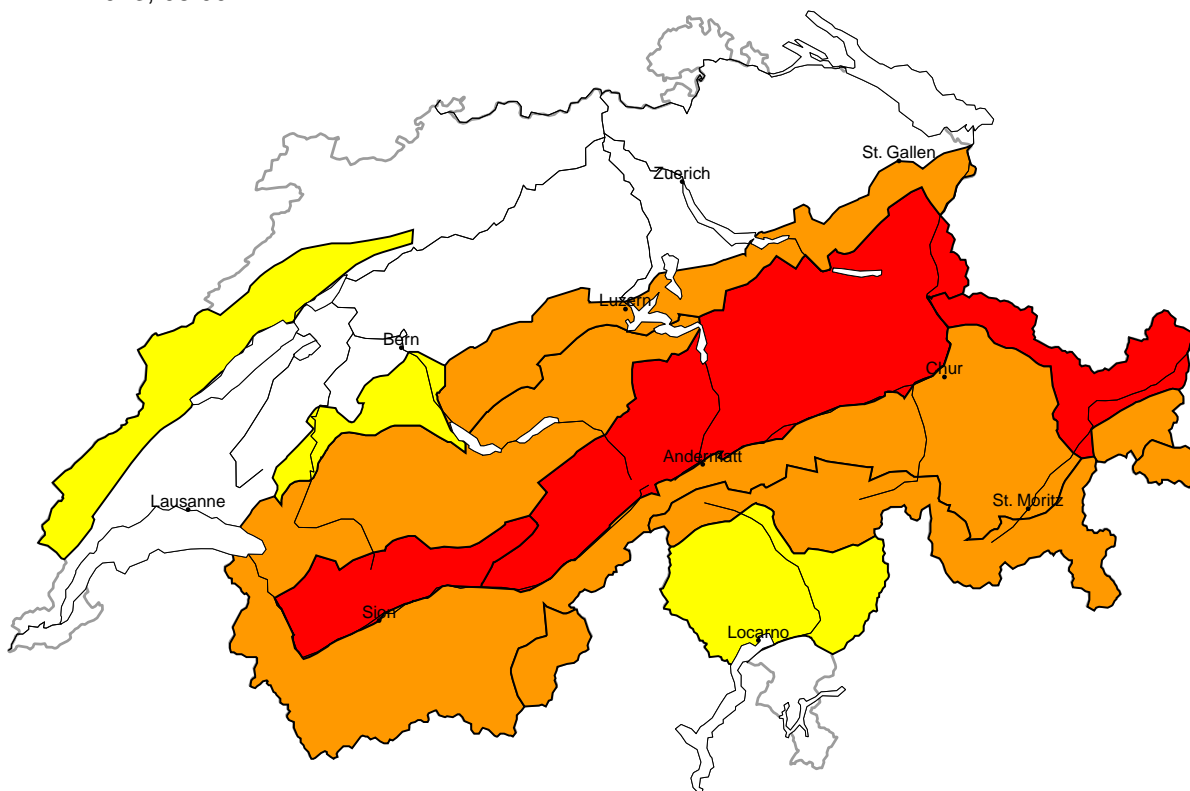 St. Gallen
Zuerich
Luzern
Bern
Chur
Andermatt
St. Moritz
Lausanne
Sion
Locarno